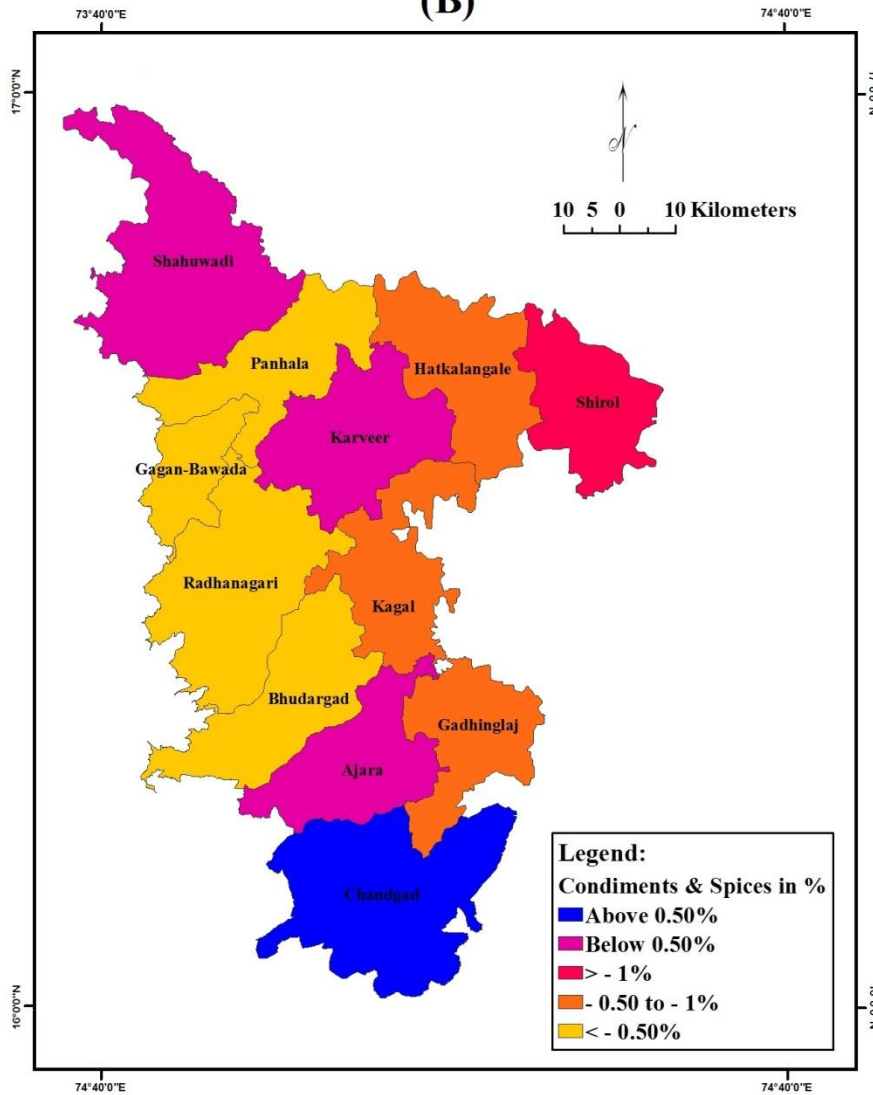 (B)
73°40'0"E
74°40'0"E
17°0'0"N
N
10 5 0 10 Kilometers
Shahuwadi
Panhala
Hatkalangale
Shirol
Karveer
Gagan-Bawada
Radhanagari
Kagal
Bhudargad
Gadhinglaj
Ajara
Chandgad
Legend:
Condiments & Spices in %
Above 0.50%
Below 0.50%
> - 1%
- 0.50 to - 1%
< - 0.50%
16°0'0"N
74°40'0"E
74°40'0"E